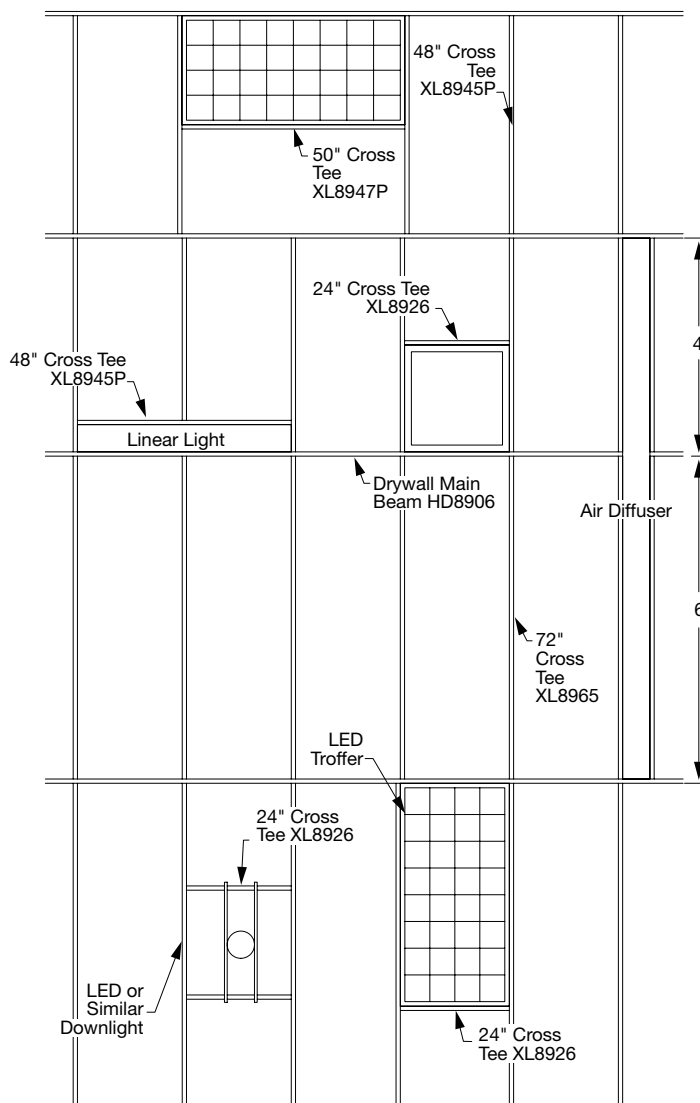 48" Cross
Tee
XL8945P
50" Cross
Tee
XL8947P
24" Cross Tee
XL8926
48" Cross Tee
XL8945P
Linear Light
Drywall Main
Beam HD8906
Air Diffuser
72"
Cross
Tee
XL8965
LED
Troffer
24" Cross
Tee XL8926
LED or
Similar
Downlight
24" Cross
Tee XL8926